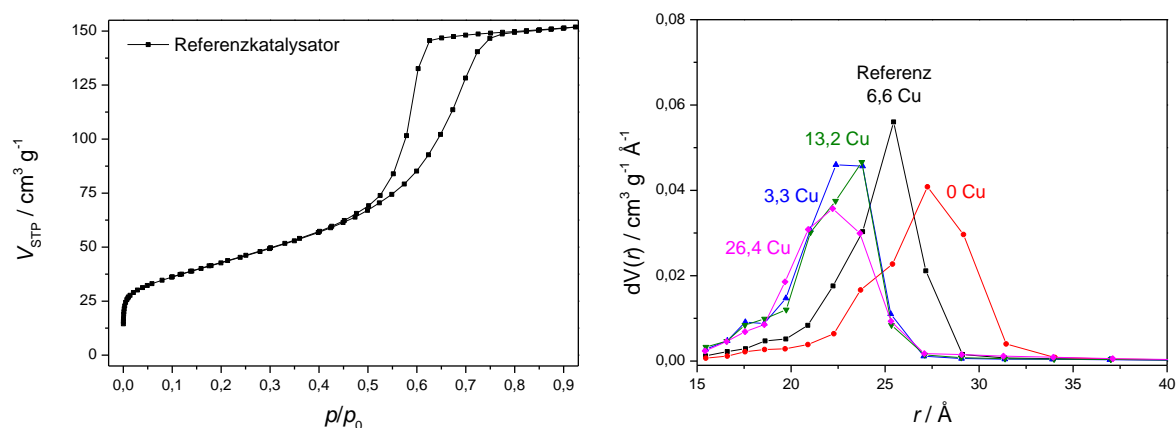 Referenzkatalysator
150
125
100
75
50
25
0
V_STP / cm³ g⁻¹
0,0 0,1 0,2 0,3 0,4 0,5 0,6 0,7 0,8 0,9
p/p₀
Referenz
6,6 Cu
13,2 Cu
3,3 Cu
0 Cu
26,4 Cu
0,08
0,06
0,04
0,02
0,00
dV(r) / cm³ g⁻¹ Å⁻¹
15 20 25 30 35 40
r / Å